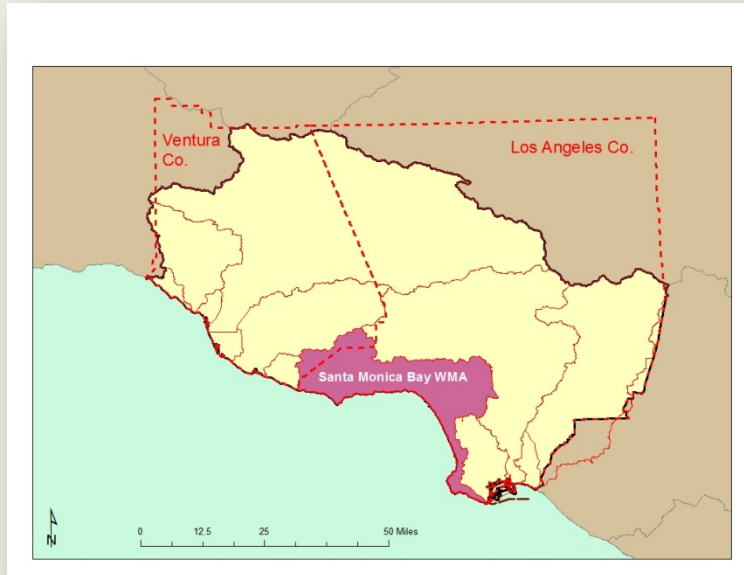 Ventura
Co.
Los Angeles Co.
Santa Monica Bay WMA
N
0 12.5 25 50 Miles